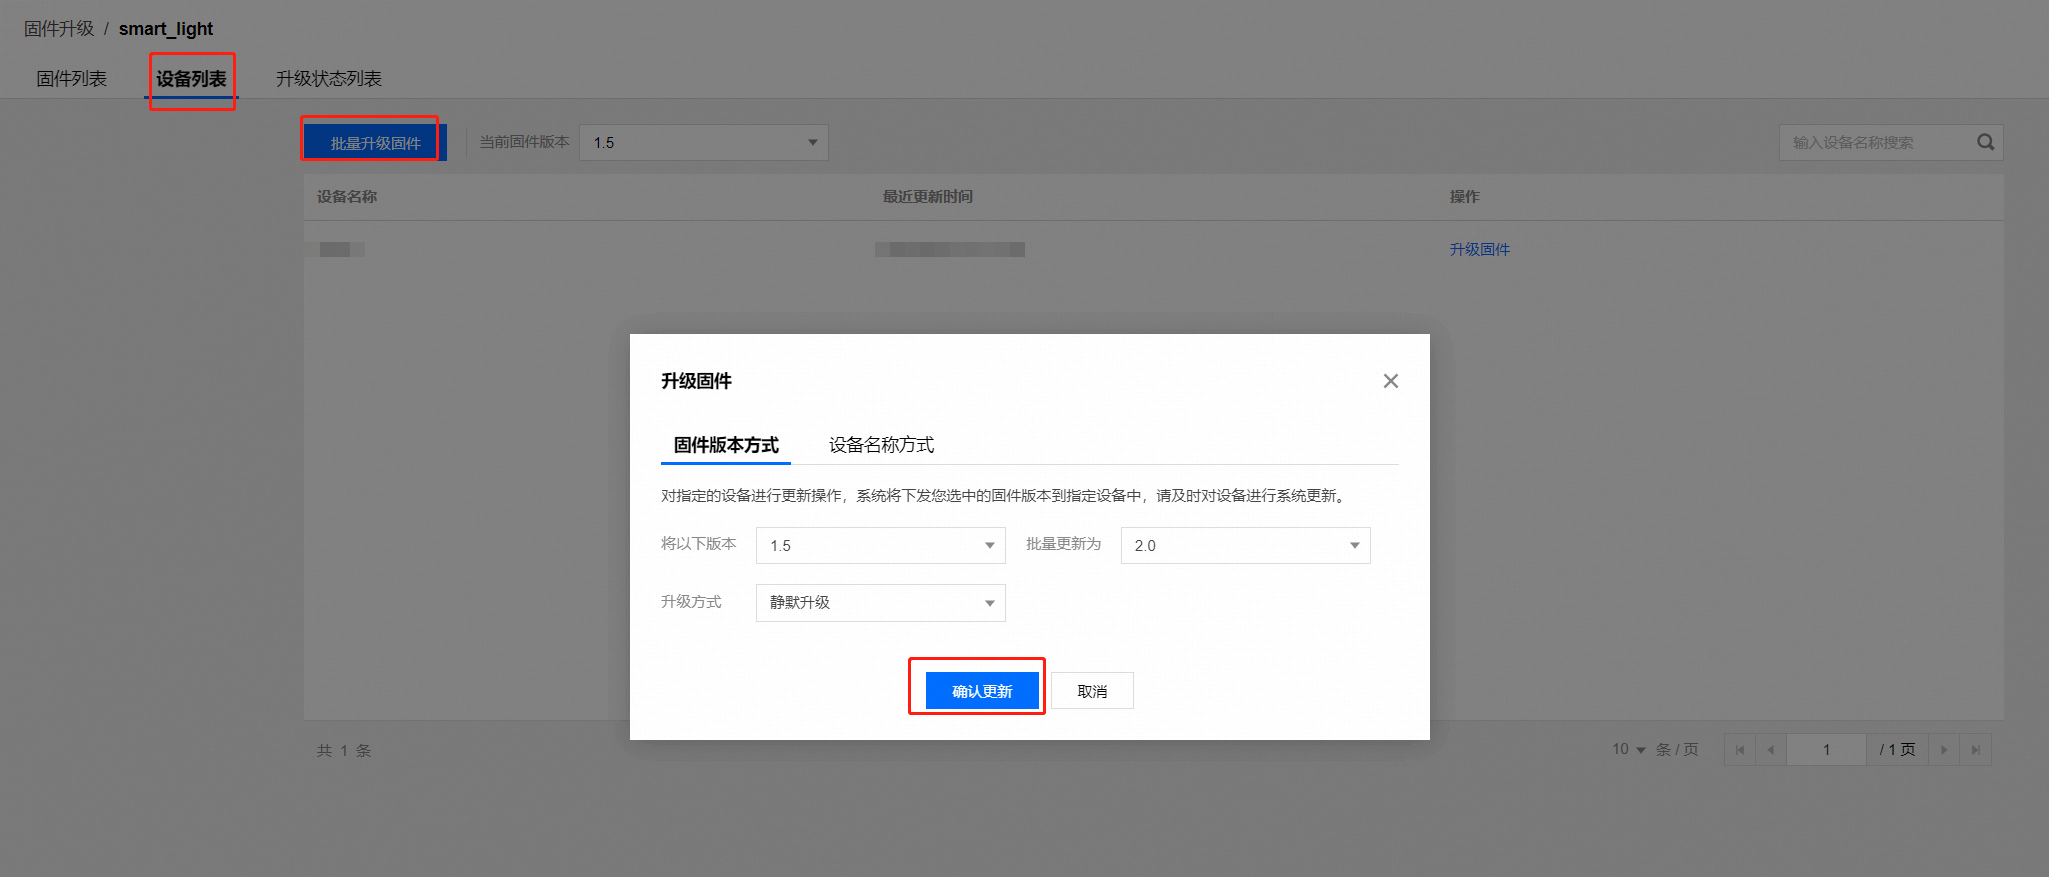 固件升级 / smart_light
固件列表 设备列表 升级状态列表
批量升级固件 当前固件版本 1.5 输入设备名称搜索
设备名称 最近更新时间 操作
升级固件
升级固件
固件版本方式 设备名称方式
对指定的设备进行更新操作，系统将下发您选中的固件版本到指定设备中，请及时对设备进行系统更新。
将以下版本 1.5 批量更新为 2.0
升级方式 静默升级
确认更新 取消
共 1 条 10 条 / 页 1 / 1 页